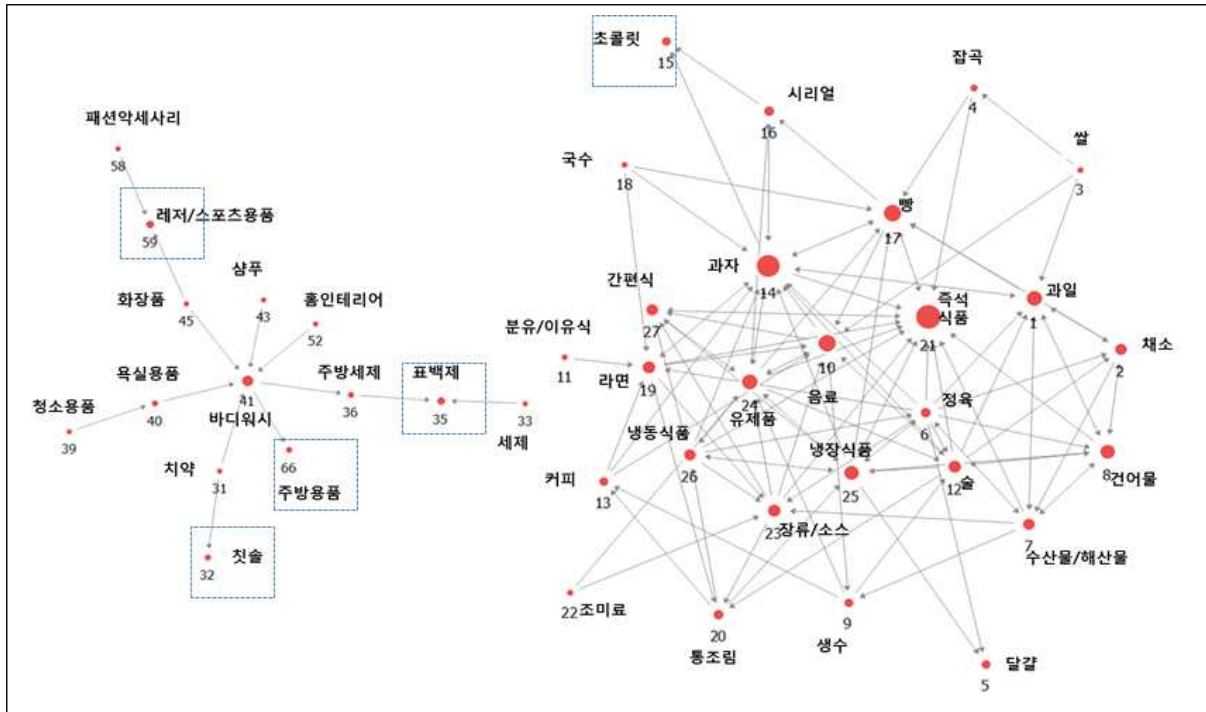 패션악세사리
58
레저/스포츠용품
59
샴푸
43
화장품
45
홈인테리어
52
욕실용품
40
청소용품
39
바디워시
41
주방세제
36
표백제
35
33
세제
치약
31
66
주방용품
칫솔
32
초콜릿
15
시리얼
16
잡곡
4
국수
18
쌀
3
빵
17
과자
14
간편식
27
즉석
식품
21
과일
1
분유/이유식
11
라면
19
10
음료
채소
2
유제품
24
정육
6
냉동식품
26
냉장식품
25
술
12
8
건어물
커피
13
23
장류/소스
7
수산물/해산물
22
조미료
20
통조림
9
생수
달걀
5